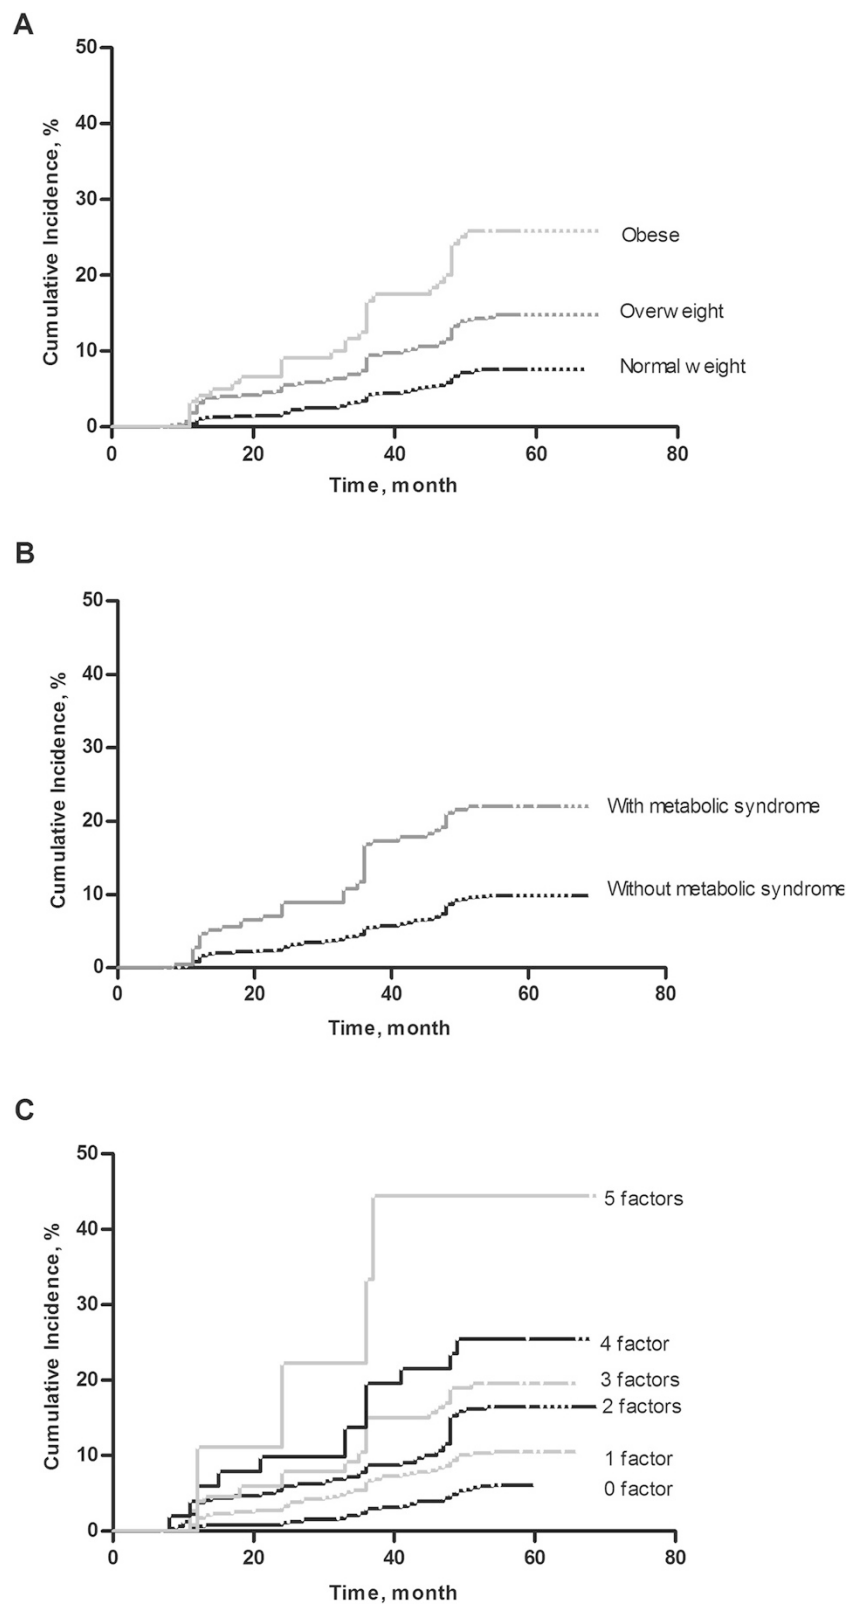 A
50
40
30
20
10
0
Cumulative Incidence, %
Obese
Overweight
Normal weight
0 20 40 60 80
Time, month
B
50
40
30
20
10
0
Cumulative Incidence, %
With metabolic syndrome
Without metabolic syndrome
0 20 40 60 80
Time, month
C
50
40
30
20
10
0
Cumulative Incidence, %
5 factors
4 factor
3 factors
2 factors
1 factor
0 factor
0 20 40 60 80
Time, month